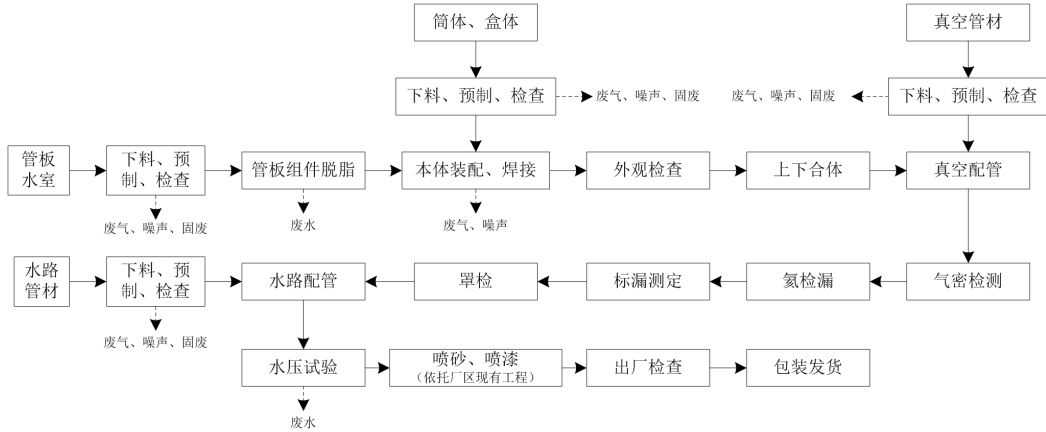 筒体、盒体
真空管材
下料、预制、检查
废气、噪声、固废
废气、噪声、固废
下料、预制、检查
管板
水室
下料、预
制、检查
管板组件脱脂
本体装配、焊接
外观检查
上下合体
真空配管
废气、噪声、固废
废水
废气、噪声
水路
管材
下料、预
制、检查
水路配管
罩检
标漏测定
氦检漏
气密检测
废气、噪声、固废
水压试验
喷砂、喷漆
（依托厂区现有工程）
出厂检查
包装发货
废水